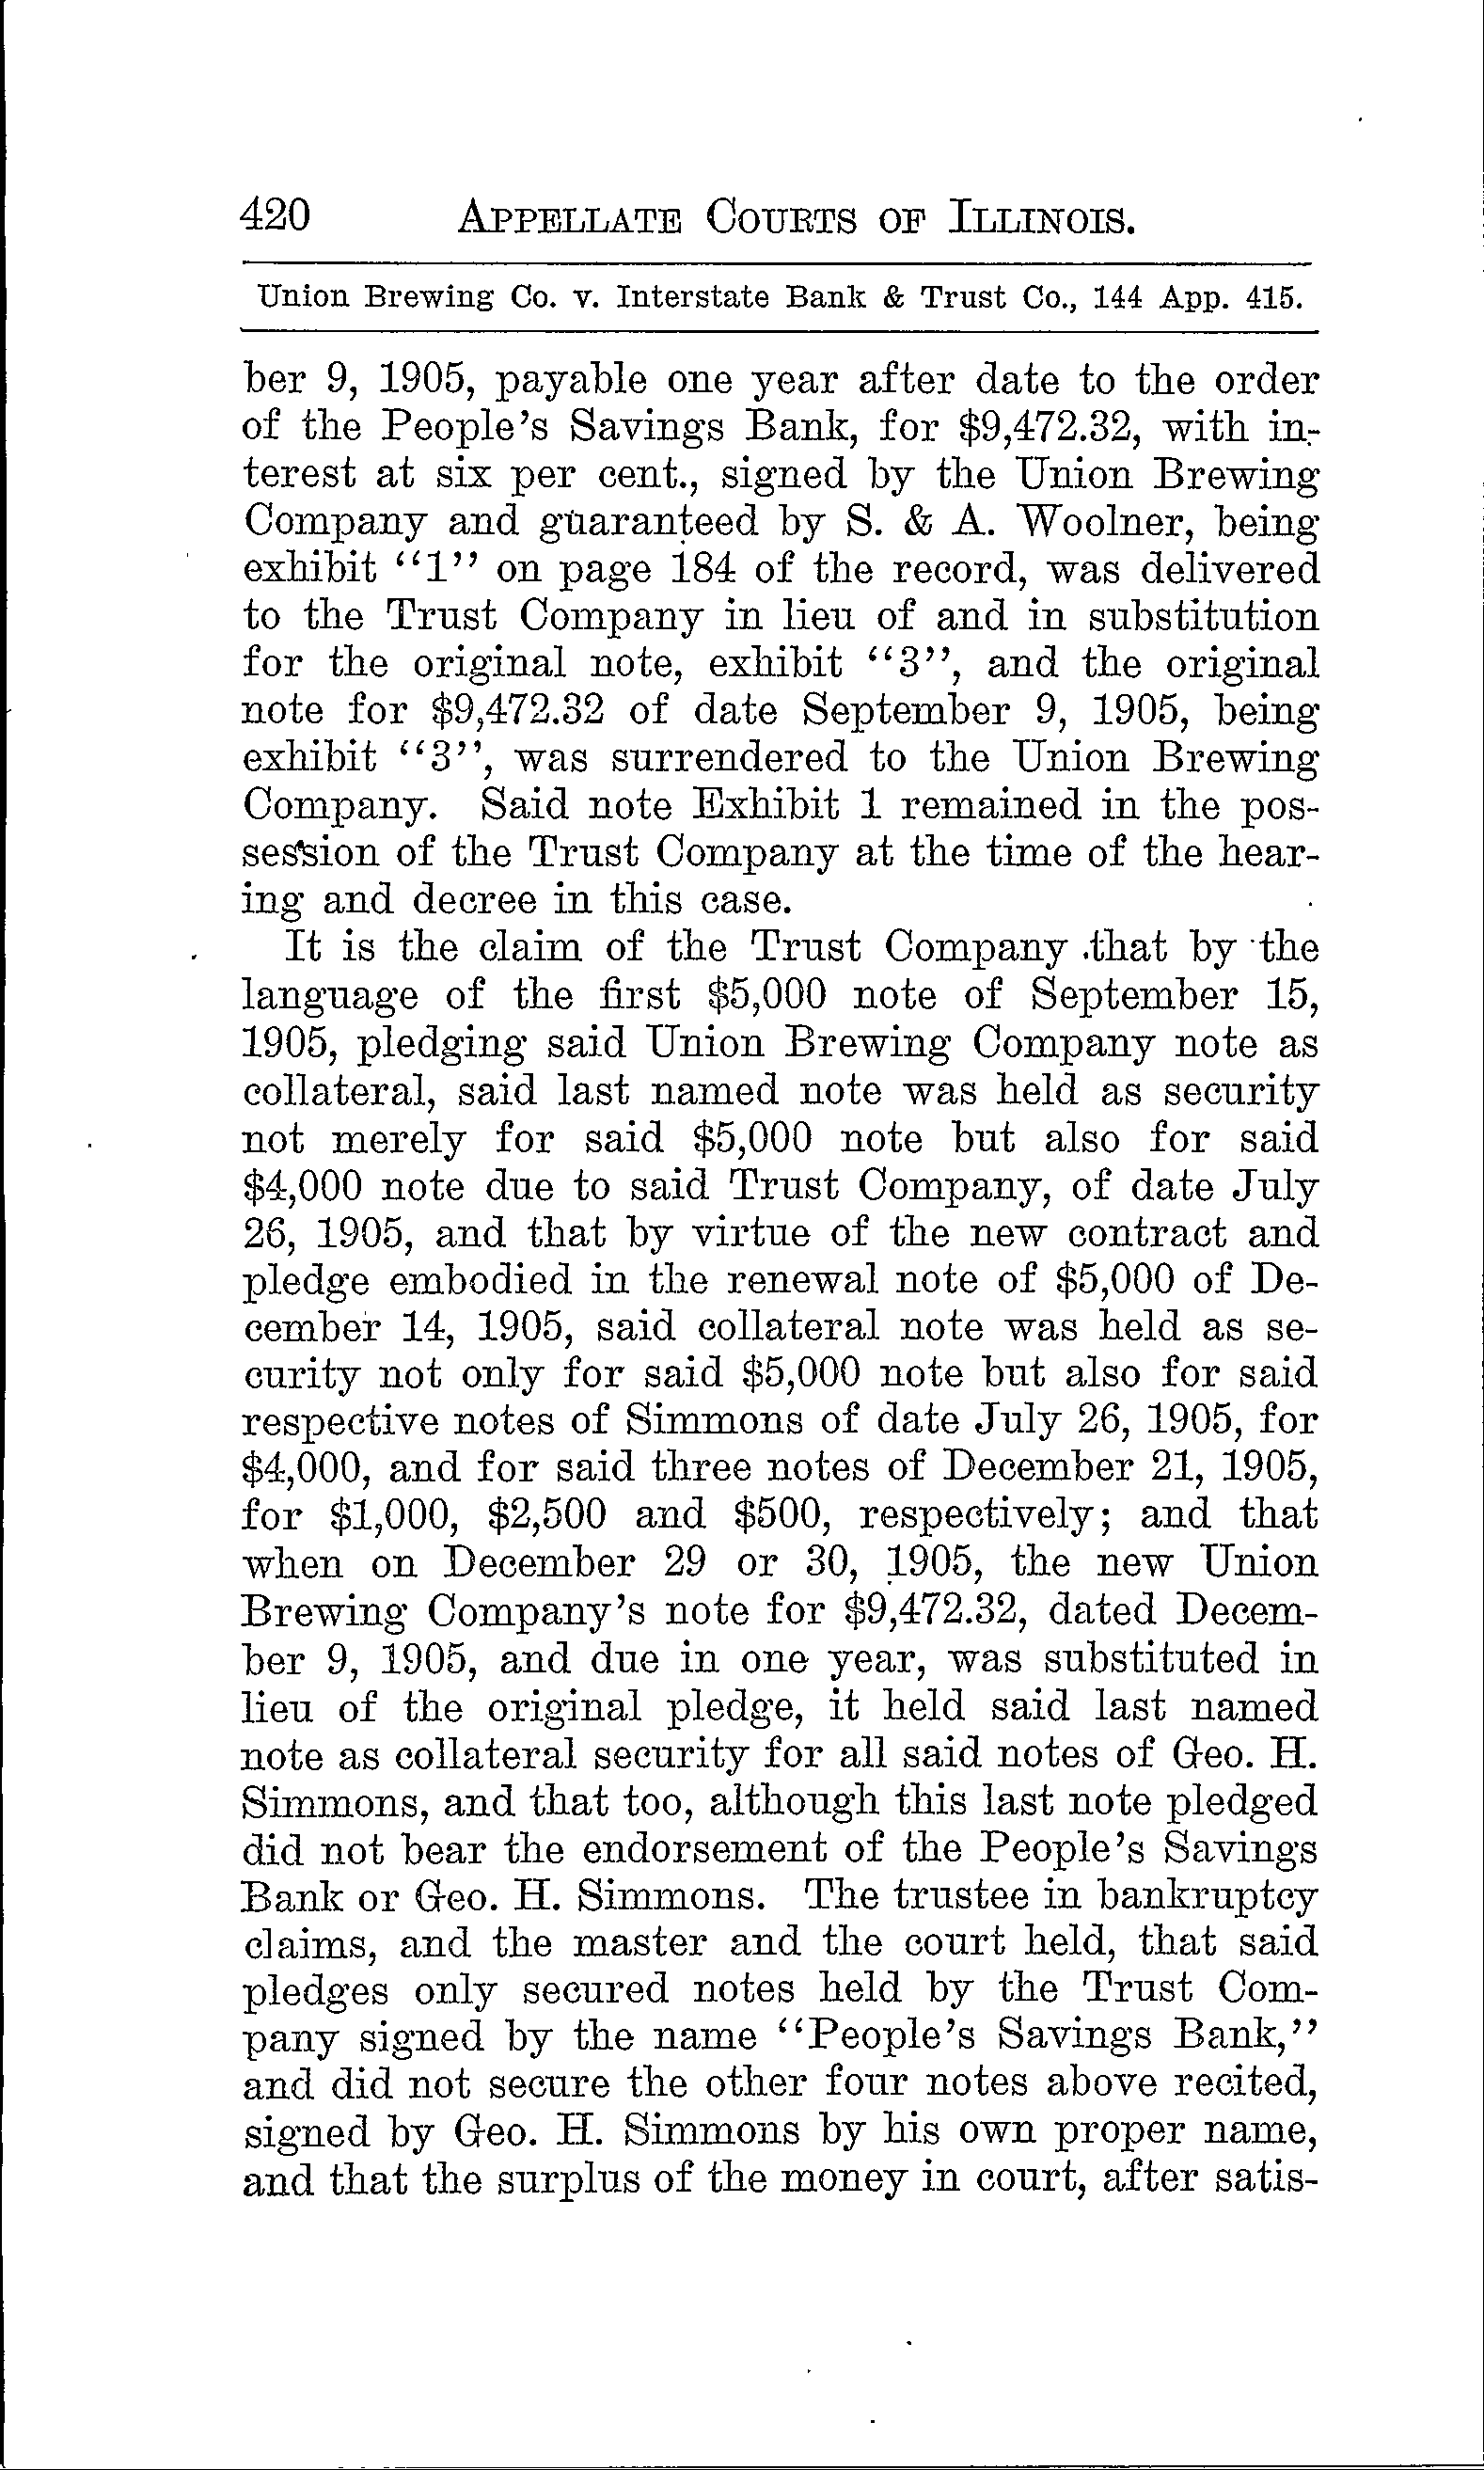 420 APPELLATE COURTS OF ILLINOIS.
Union Brewing Co. v. Interstate Bank & Trust Co., 144 App. 415.
ber 9, 1905, payable one year after date to the order
of the People's Savings Bank, for $9,472.32, with in-
terest at six per cent., signed by the Union Brewing
Company and guaranteed by S. & A. Woolner, being
exhibit "1" on page 184 of the record, was delivered
to the Trust Company in lieu of and in substitution
for the original note, exhibit "3", and the original
note for $9,472.32 of date September 9, 1905, being
exhibit "3", was surrendered to the Union Brewing
Company. Said note Exhibit 1 remained in the pos-
session of the Trust Company at the time of the hear-
ing and decree in this case.
It is the claim of the Trust Company that by the
language of the first $5,000 note of September 15,
1905, pledging said Union Brewing Company note as
collateral, said last named note was held as security
not merely for said $5,000 note but also for said
$4,000 note due to said Trust Company, of date July
26, 1905, and that by virtue of the new contract and
pledge embodied in the renewal note of $5,000 of De-
cember 14, 1905, said collateral note was held as se-
curity not only for said $5,000 note but also for said
respective notes of Simmons of date July 26, 1905, for
$4,000, and for said three notes of December 21, 1905,
for $1,000, $2,500 and $500, respectively; and that
when on December 29 or 30, 1905, the new Union
Brewing Company's note for $9,472.32, dated Decem-
ber 9, 1905, and due in one year, was substituted in
lieu of the original pledge, it held said last named
note as collateral security for all said notes of Geo. H.
Simmons, and that too, although this last note pledged
did not bear the endorsement of the People's Savings
Bank or Geo. H. Simmons. The trustee in bankruptcy
claims, and the master and the court held, that said
pledges only secured notes held by the Trust Com-
pany signed by the name "People's Savings Bank,"
and did not secure the other four notes above recited,
signed by Geo. H. Simmons by his own proper name,
and that the surplus of the money in court, after satis-